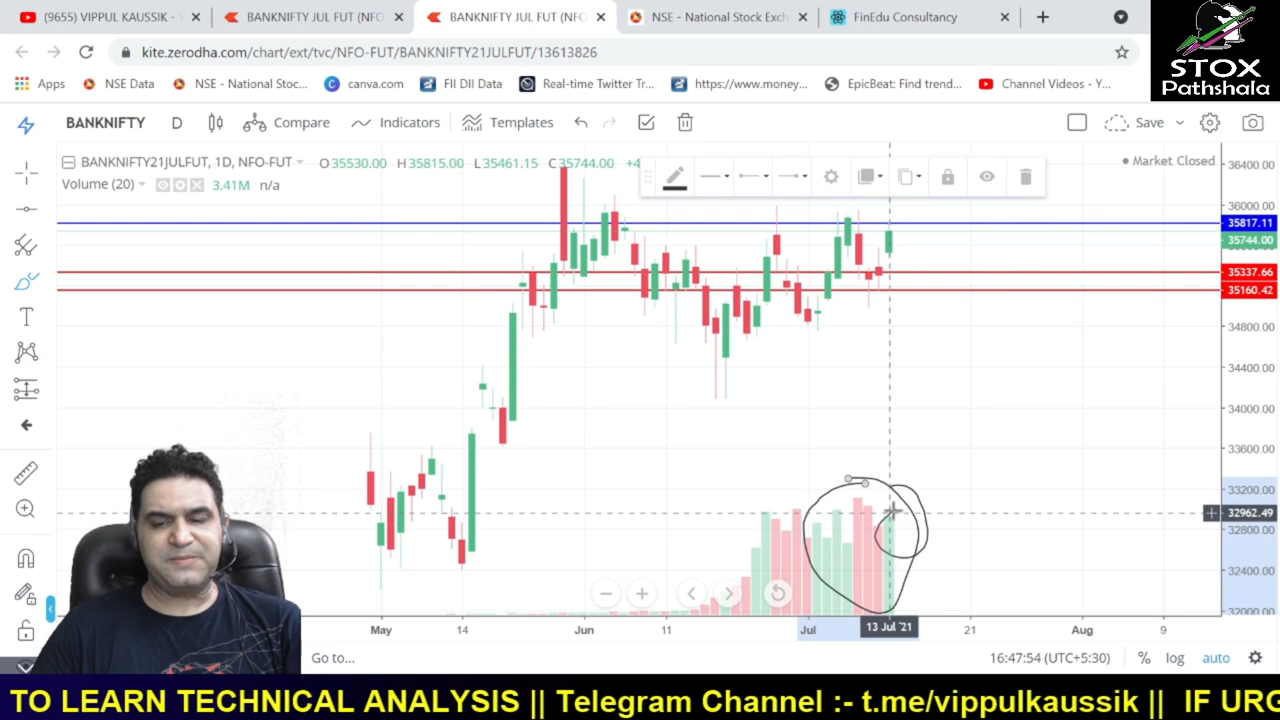 (9655) VIPPUL KAUSSIK -
BANKNIFTY JUL FUT (NFO
BANKNIFTY JUL FUT (NFO
NSE - National Stock Exch
FinEdu Consultancy
kite.zerodha.com/chart/ext/tvc/NFO-FUT/BANKNIFTY21JULFUT/13613826
Apps
NSE Data
NSE - National Stoc...
canva.com
FII DII Data
Real-time Twitter Tr...
https://www.money...
EpicBeat: Find trend...
Channel Videos - Y...
STOX
Pathshala
BANKNIFTY
D
Compare
Indicators
Templates
Save
BANKNIFTY21JULFUT, 1D, NFO-FUT
O35530.00 H35815.00 L35461.15 C35744.00 +4
Market Closed
Volume (20)
3.41M n/a
36400.00
36000.00
35817.11
35744.00
35337.66
35160.42
34800.00
34400.00
34000.00
33600.00
33200.00
32962.49
32800.00
32400.00
32000.00
May
14
Jun
11
Jul
13 Jul '21
21
Aug
9
Go to...
16:47:54 (UTC+5:30)
%
log
auto
TO LEARN TECHNICAL ANALYSIS || Telegram Channel :- t.me/vippulkaussik || IF URG